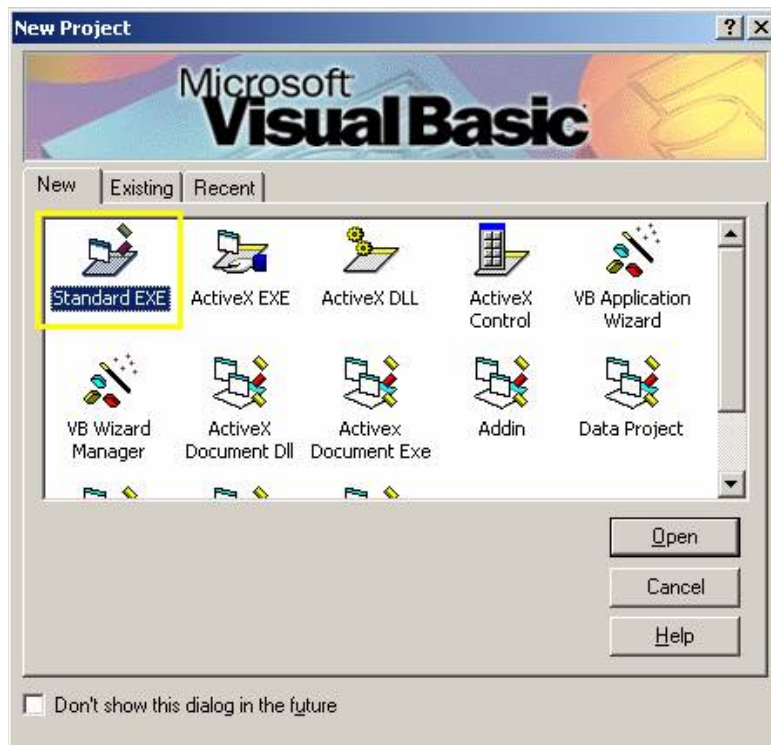 New Project
Microsoft
Visual Basic
New Existing Recent
Standard EXE ActiveX EXE ActiveX DLL ActiveX Control VB Application Wizard
VB Wizard Manager ActiveX Document Dll Activex Document Exe Addin Data Project
Open
Cancel
Help
Don't show this dialog in the future